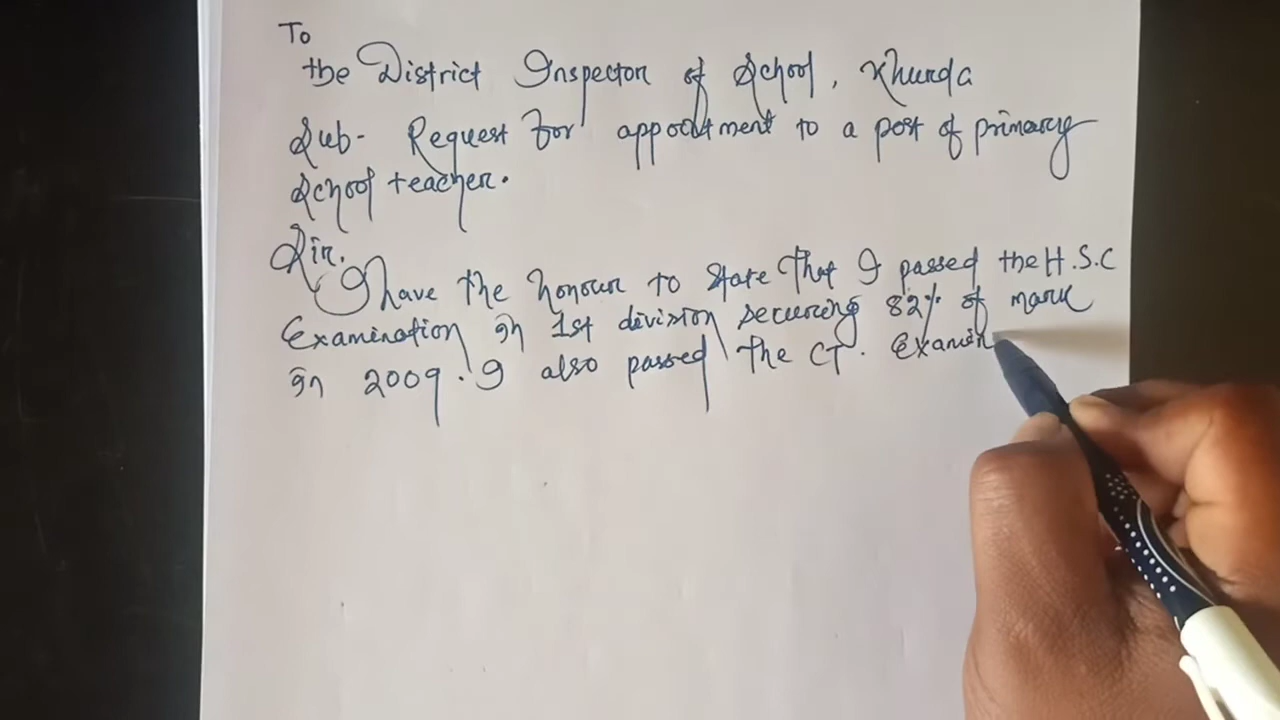 To
the District Inspector of School, Khurda
Sub- Request for appointment to a post of primary
School teacher.
Sir.
I have the honour to state that I passed the H.S.C
Examination in 1st division securing 82% of mark
in 2009. I also passed the CT. Examin